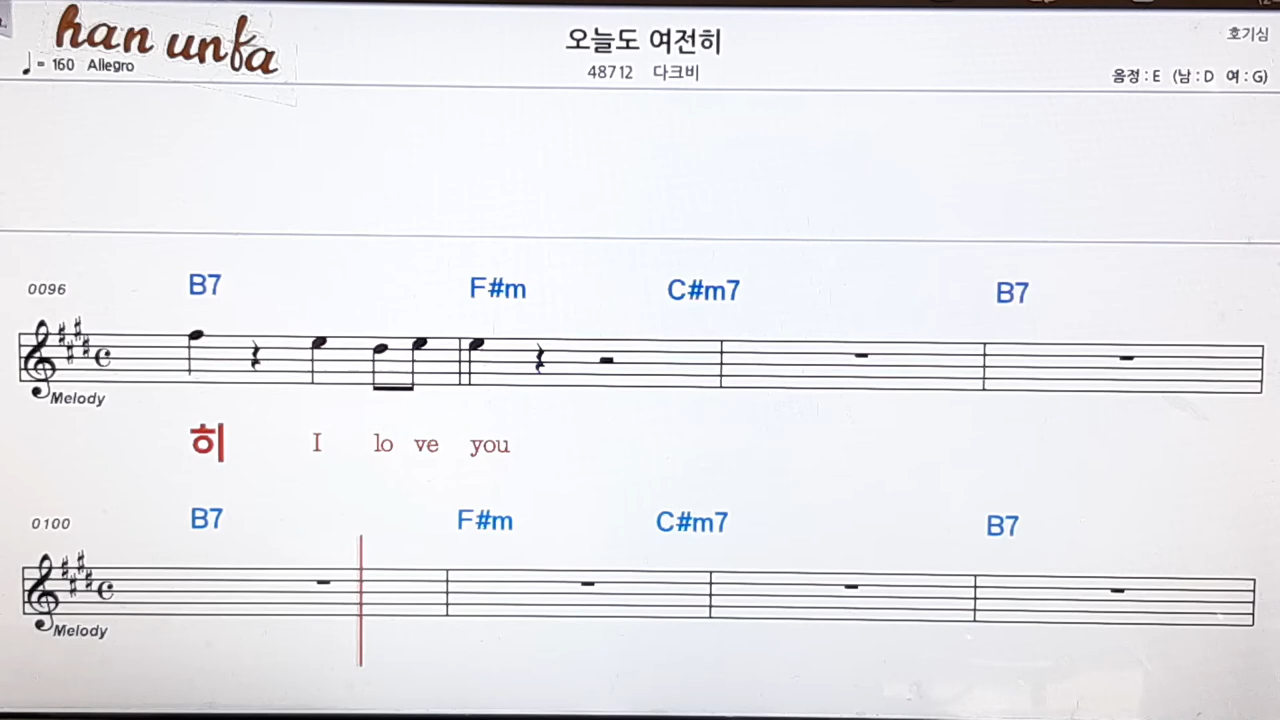 han unfa
♩= 160 Allegro
오늘도 여전히
48712 다크비
호기심
음정 : E (남 : D 여 : G)
0096
B7 F#m C#m7 B7
Melody
히 I lo ve you
0100
B7 F#m C#m7 B7
Melody